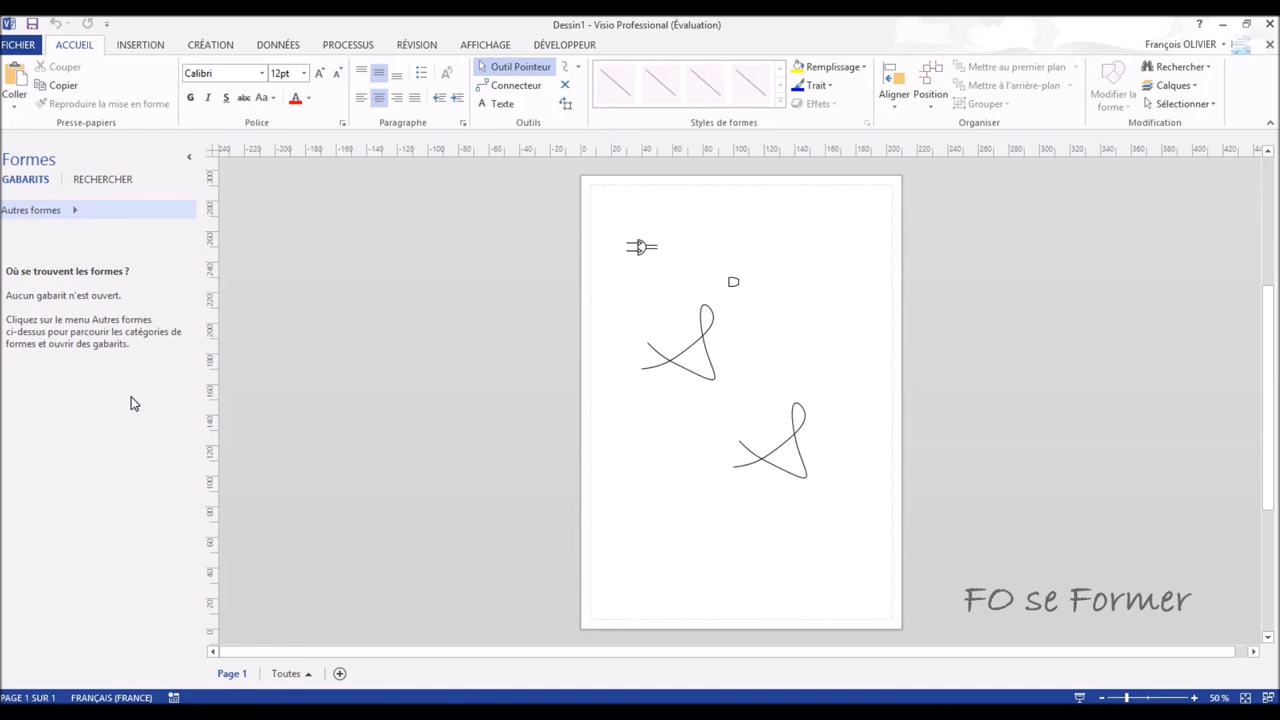 Dessin1 - Visio Professional (Évaluation)
FICHIER ACCUEIL INSERTION CRÉATION DONNÉES PROCESSUS RÉVISION AFFICHAGE DÉVELOPPEUR François OLIVIER
Coller
Couper
Copier
Reproduire la mise en forme
Presse-papiers
Calibri 12pt
G I S abc Aa A
Police
Paragraphe
Outil Pointeur
Connecteur
Texte
Outils
Styles de formes
Remplissage
Trait
Effets
Aligner
Position
Mettre au premier plan
Mettre à l'arrière-plan
Grouper
Organiser
Modifier la forme
Rechercher
Calques
Sélectionner
Modification
Formes
GABARITS RECHERCHER
Autres formes
Où se trouvent les formes ?
Aucun gabarit n'est ouvert.
Cliquez sur le menu Autres formes
ci-dessus pour parcourir les catégories de
formes et ouvrir des gabarits.
FO se Former
Page 1 Toutes
PAGE 1 SUR 1 FRANÇAIS (FRANCE) 50 %